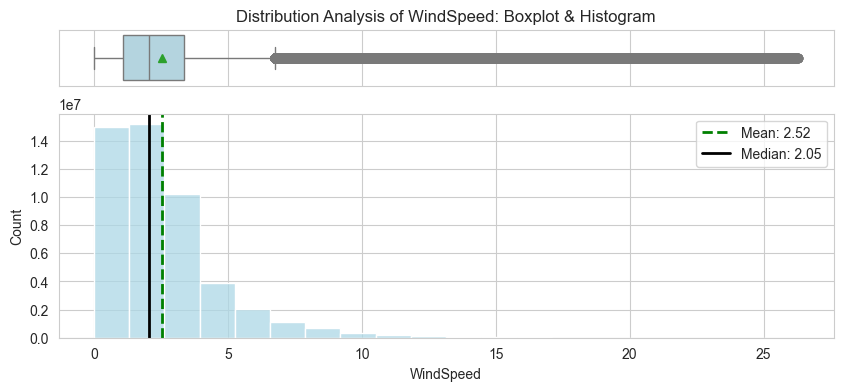 Distribution Analysis of WindSpeed: Boxplot & Histogram
1e7
1.4
1.2
1.0
0.8
0.6
0.4
0.2
0.0
Count
Mean: 2.52
Median: 2.05
0 5 10 15 20 25
WindSpeed